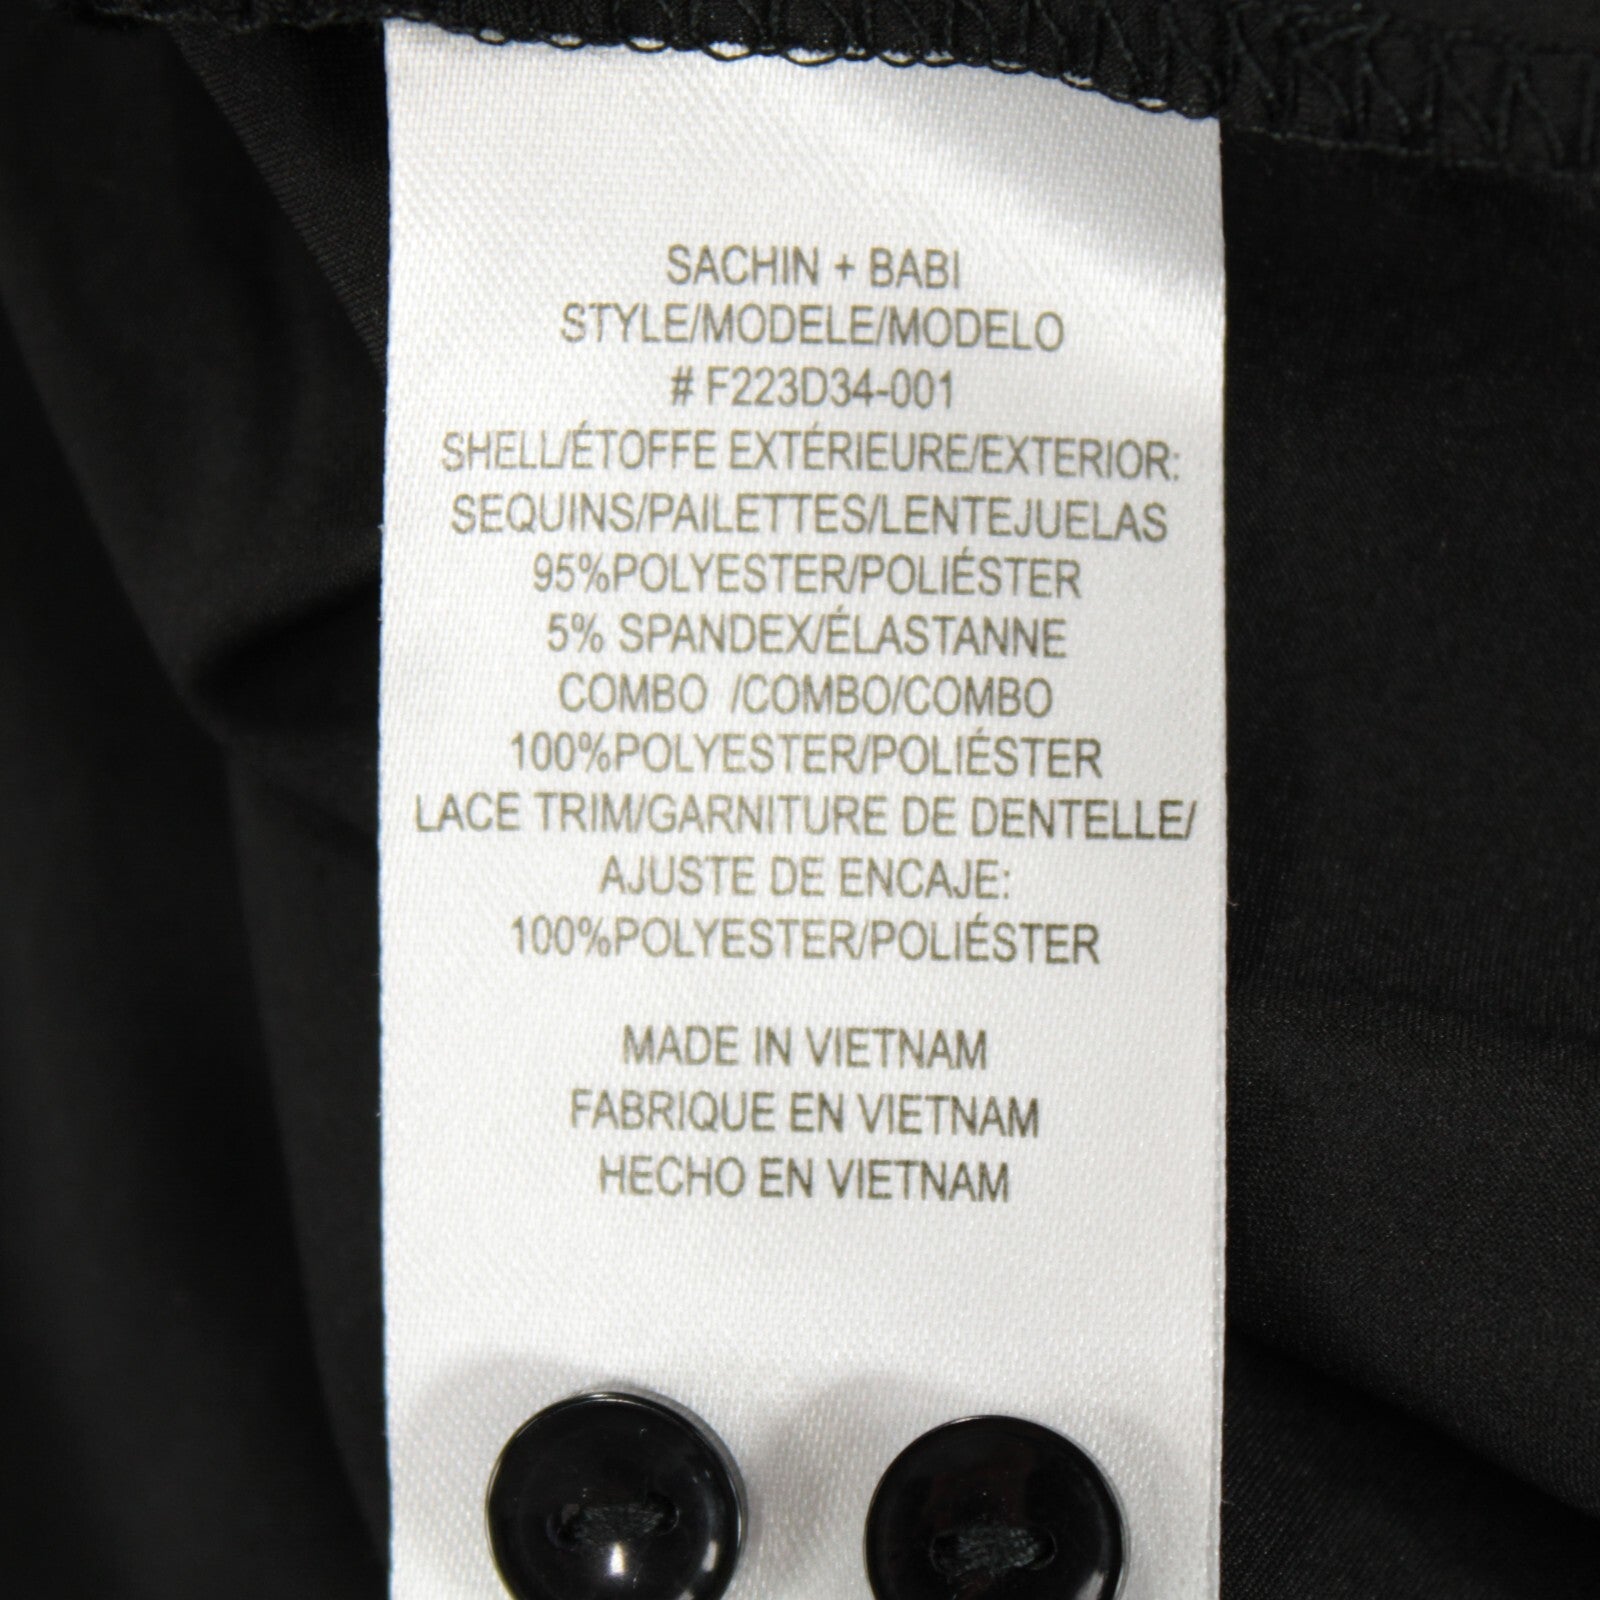 SACHIN + BABI
STYLE/MODELE/MODELO
# F223D34-001
SHELL/ÉTOFFE EXTÉRIEURE/EXTERIOR:
SEQUINS/PAILETTES/LENTEJUELAS
95%POLYESTER/POLIÉSTER
5% SPANDEX/ÉLASTANNE
COMBO /COMBO/COMBO
100%POLYESTER/POLIÉSTER
LACE TRIM/GARNITURE DE DENTELLE/
AJUSTE DE ENCAJE:
100%POLYESTER/POLIÉSTER
MADE IN VIETNAM
FABRIQUE EN VIETNAM
HECHO EN VIETNAM